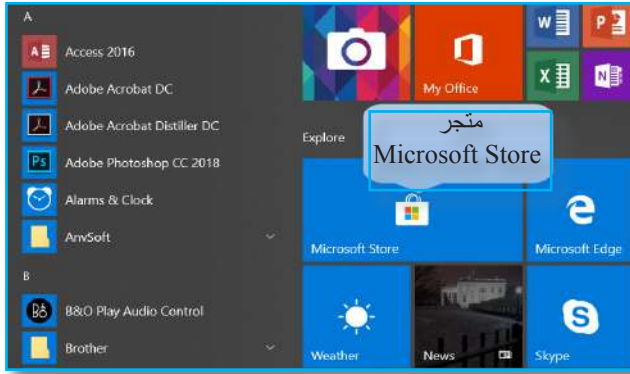 A
Access 2016
Adobe Acrobat DC
Adobe Acrobat Distiller DC
Adobe Photoshop CC 2018
Alarms & Clock
AnvSoft
B
B&O Play Audio Control
Brother
My Office
Explore
متجر
Microsoft Store
Microsoft Store
Microsoft Edge
Weather
News
Skype